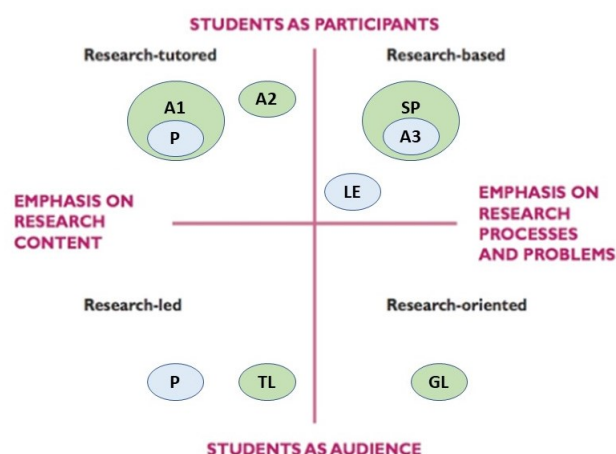 STUDENTS AS PARTICIPANTS
Research-tutored
Research-based
A1
A2
SP
P
A3
LE
EMPHASIS ON
RESEARCH
CONTENT
EMPHASIS ON
RESEARCH
PROCESSES
AND PROBLEMS
Research-led
Research-oriented
P
TL
GL
STUDENTS AS AUDIENCE